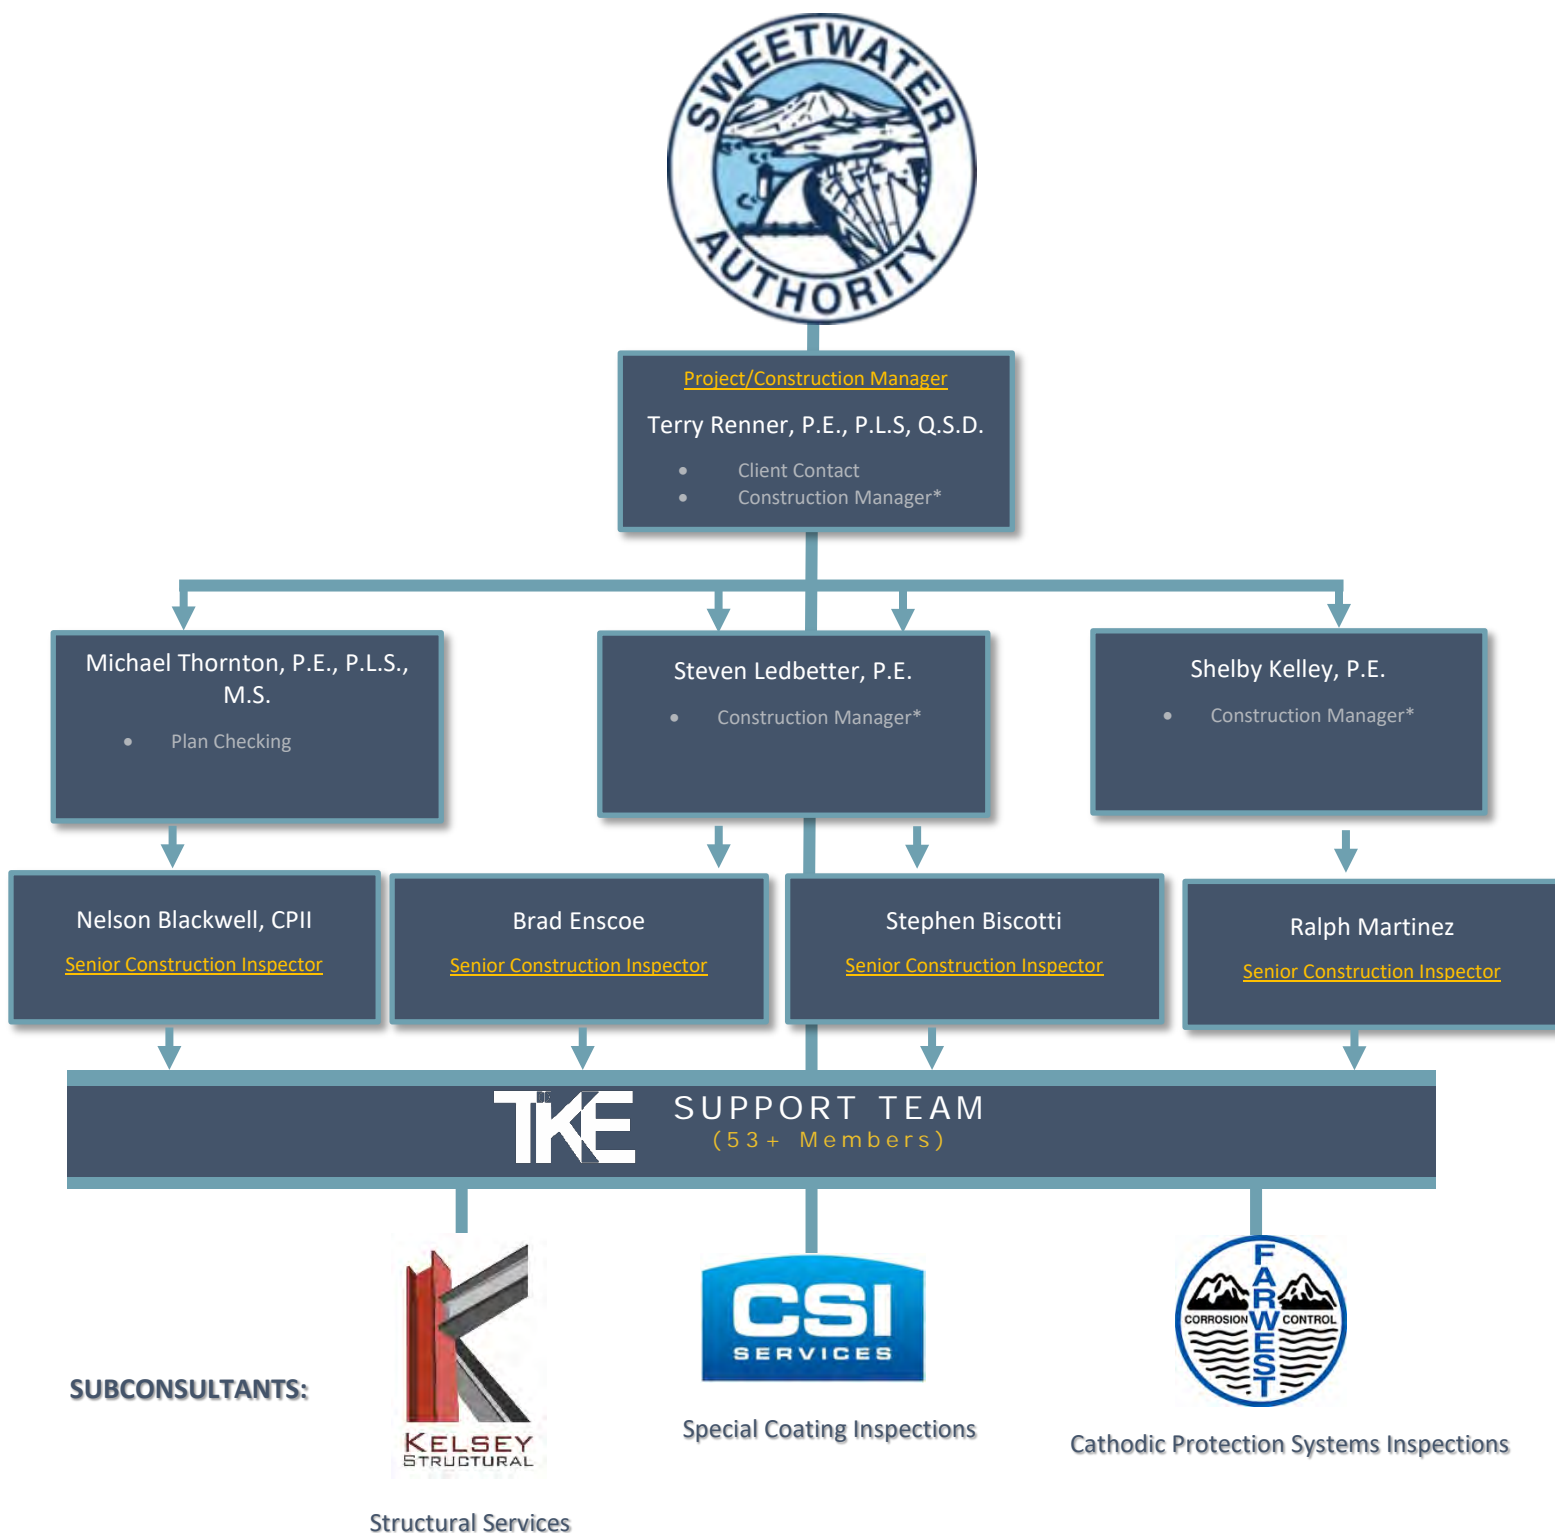 SWEETWATER
AUTHORITY
Project/Construction Manager
Terry Renner, P.E., P.L.S, Q.S.D.
• Client Contact
• Construction Manager*
Michael Thornton, P.E., P.L.S.,
M.S.
• Plan Checking
Steven Ledbetter, P.E.
• Construction Manager*
Shelby Kelley, P.E.
• Construction Manager*
Nelson Blackwell, CPII
Senior Construction Inspector
Brad Enscoe
Senior Construction Inspector
Stephen Biscotti
Senior Construction Inspector
Ralph Martinez
Senior Construction Inspector
TKE SUPPORT TEAM
(53+ Members)
SUBCONSULTANTS:
KELSEY
STRUCTURAL
Structural Services
CSI
SERVICES
Special Coating Inspections
FARWEST
CORROSION CONTROL
Cathodic Protection Systems Inspections